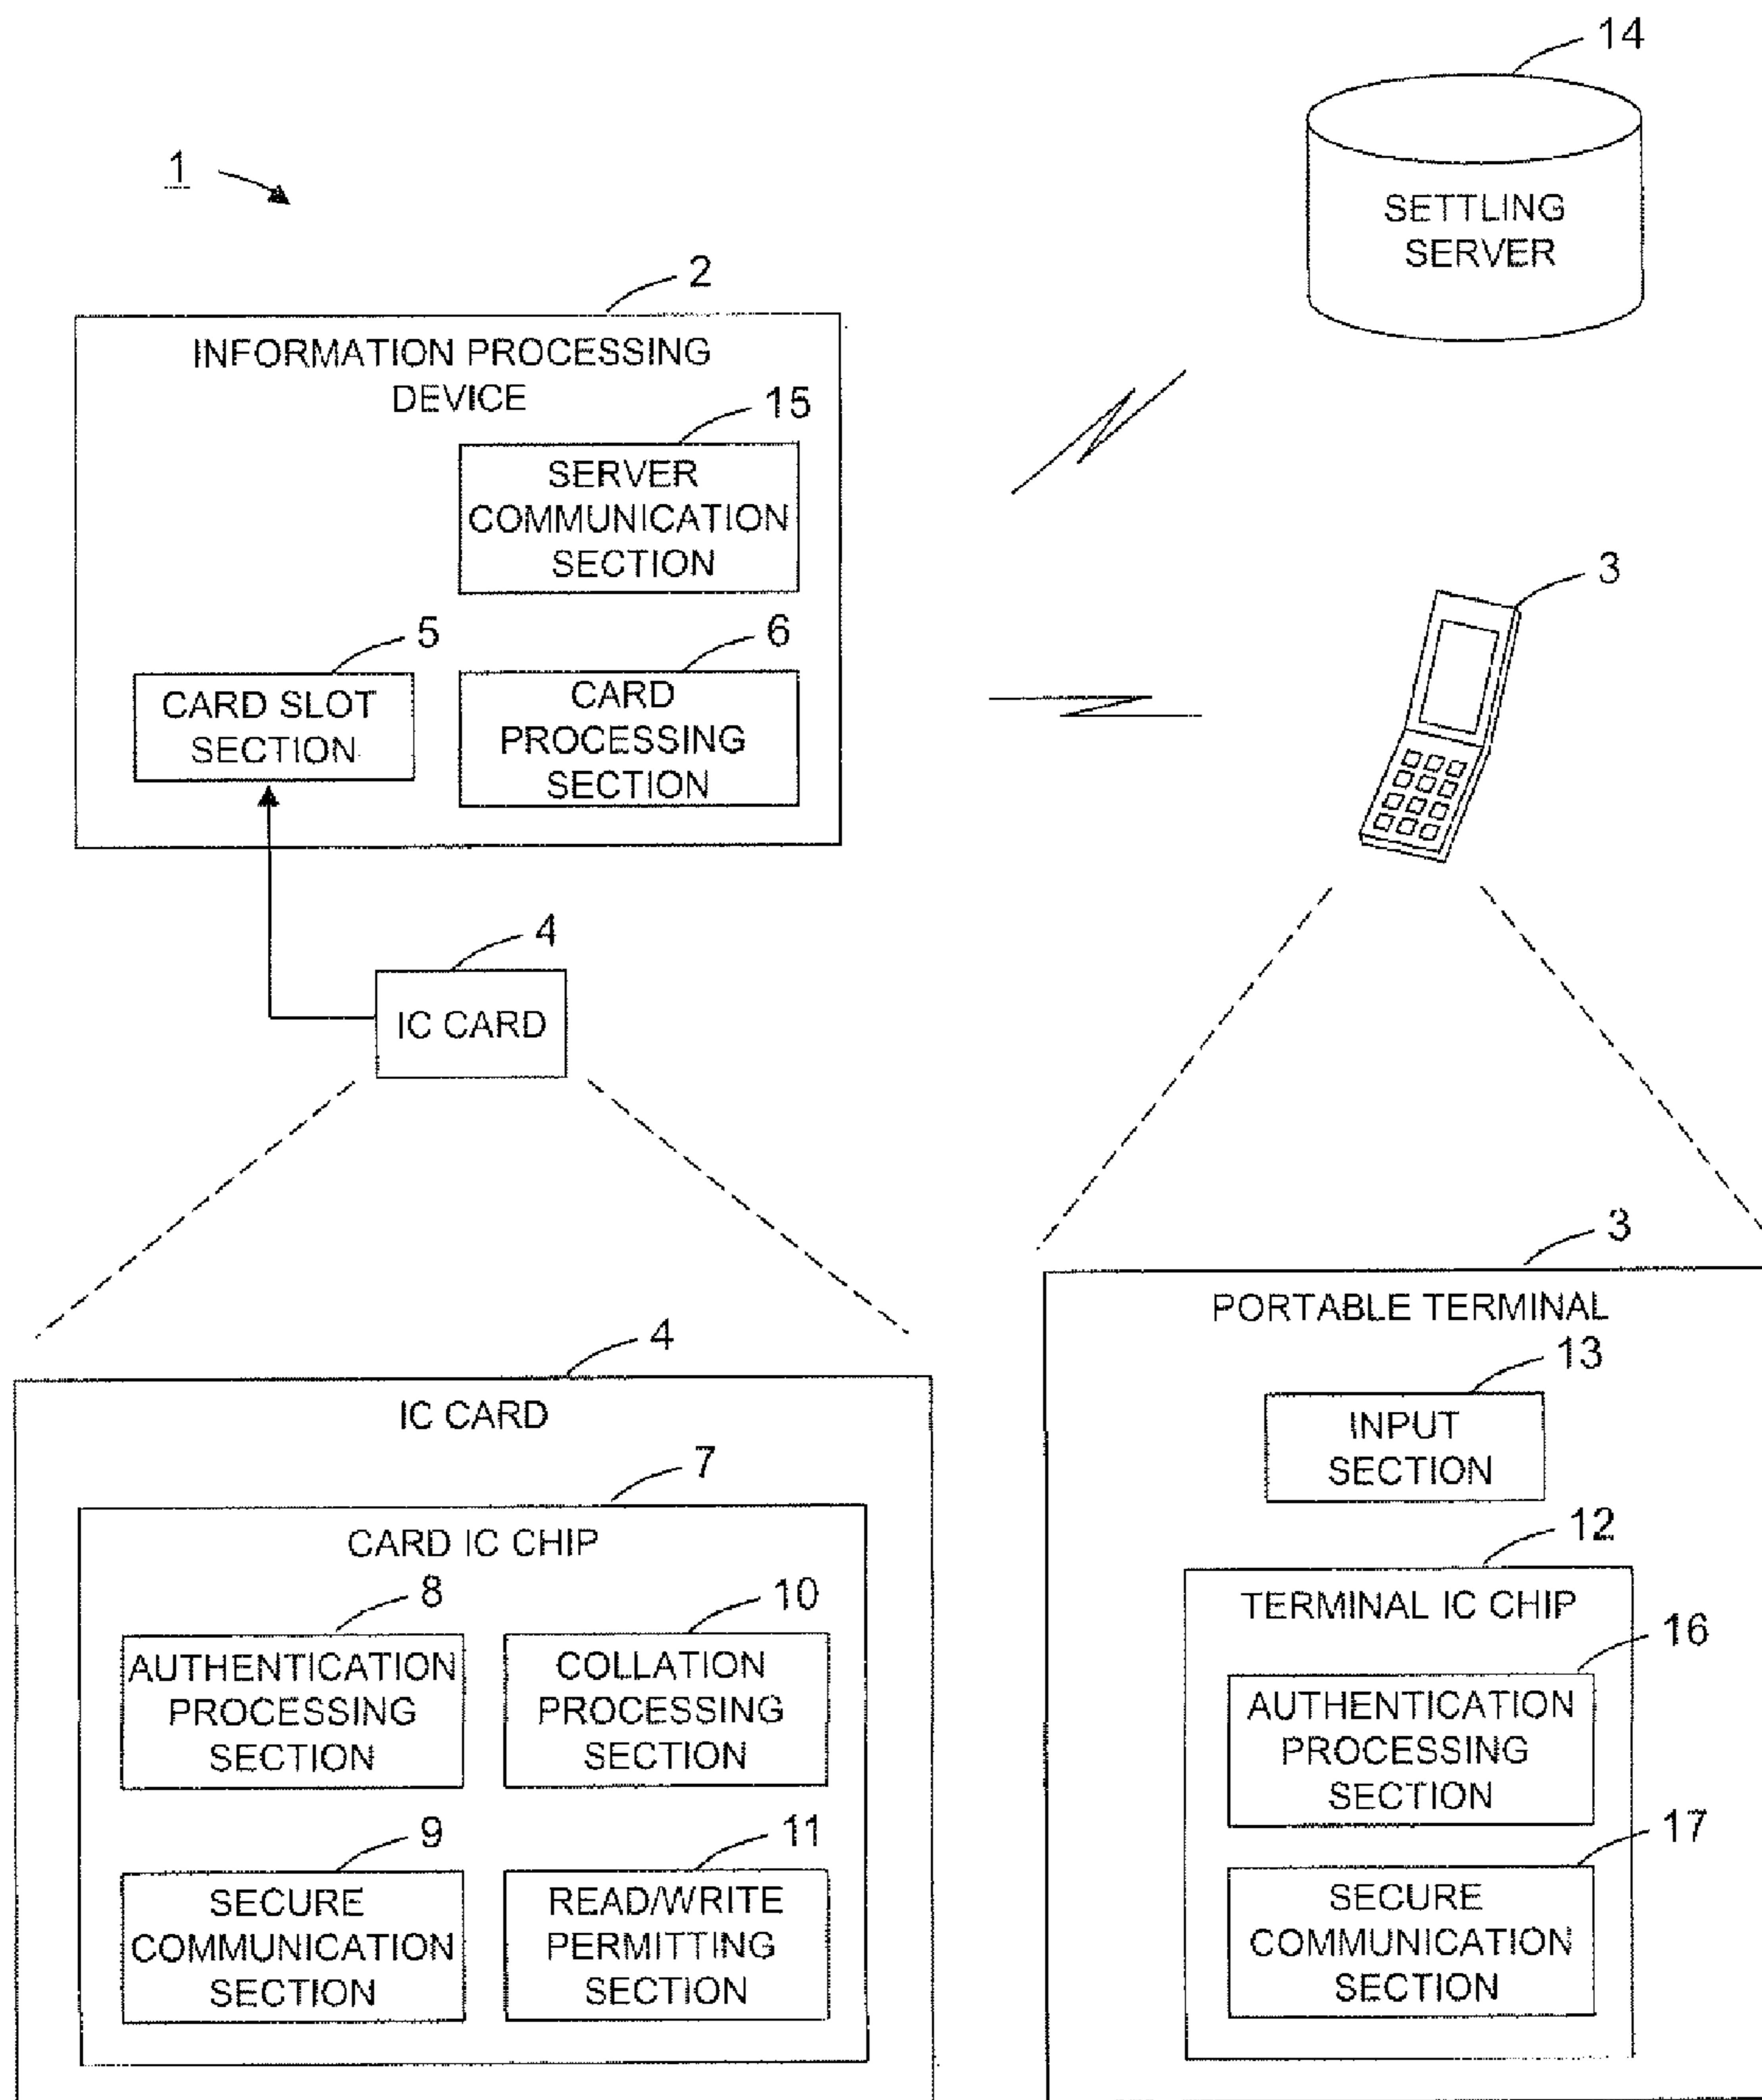 14
1
SETTLING
SERVER
2
INFORMATION PROCESSING
DEVICE
15
SERVER
COMMUNICATION
SECTION
3
5
6
CARD SLOT
SECTION
CARD
PROCESSING
SECTION
4
IC CARD
3
PORTABLE TERMINAL
4
13
IC CARD
INPUT
SECTION
7
12
CARD IC CHIP
TERMINAL IC CHIP
8
10
16
AUTHENTICATION
PROCESSING
SECTION
COLLATION
PROCESSING
SECTION
AUTHENTICATION
PROCESSING
SECTION
9
11
17
SECURE
COMMUNICATION
SECTION
READ/WRITE
PERMITTING
SECTION
SECURE
COMMUNICATION
SECTION